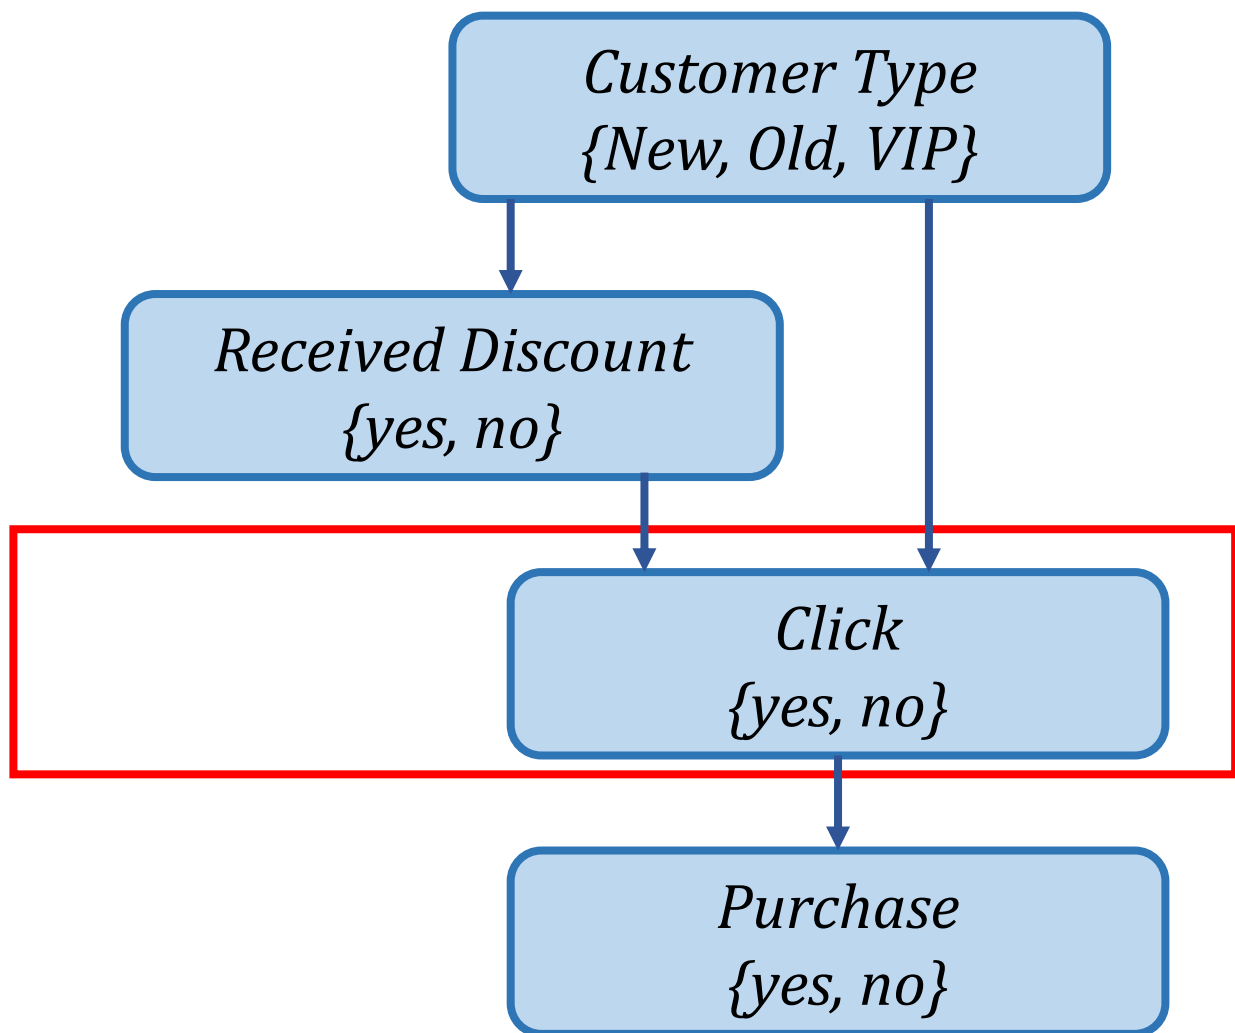 Customer Type
{New, Old, VIP}
Received Discount
{yes, no}
Click
{yes, no}
Purchase
{yes, no}